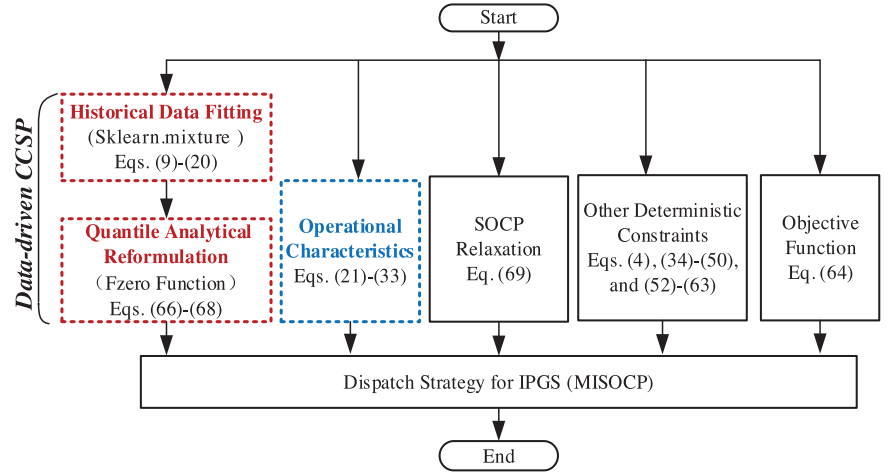 Start
Data-driven CCSP
Historical Data Fitting
(Sklearn.mixture )
Eqs. (9)-(20)
Quantile Analytical
Reformulation
(Fzero Function)
Eqs. (66)-(68)
Operational
Characteristics
Eqs. (21)-(33)
SOCP
Relaxation
Eq. (69)
Other Deterministic
Constraints
Eqs. (4), (34)-(50),
and (52)-(63)
Objective
Function
Eq. (64)
Dispatch Strategy for IPGS (MISOCP)
End